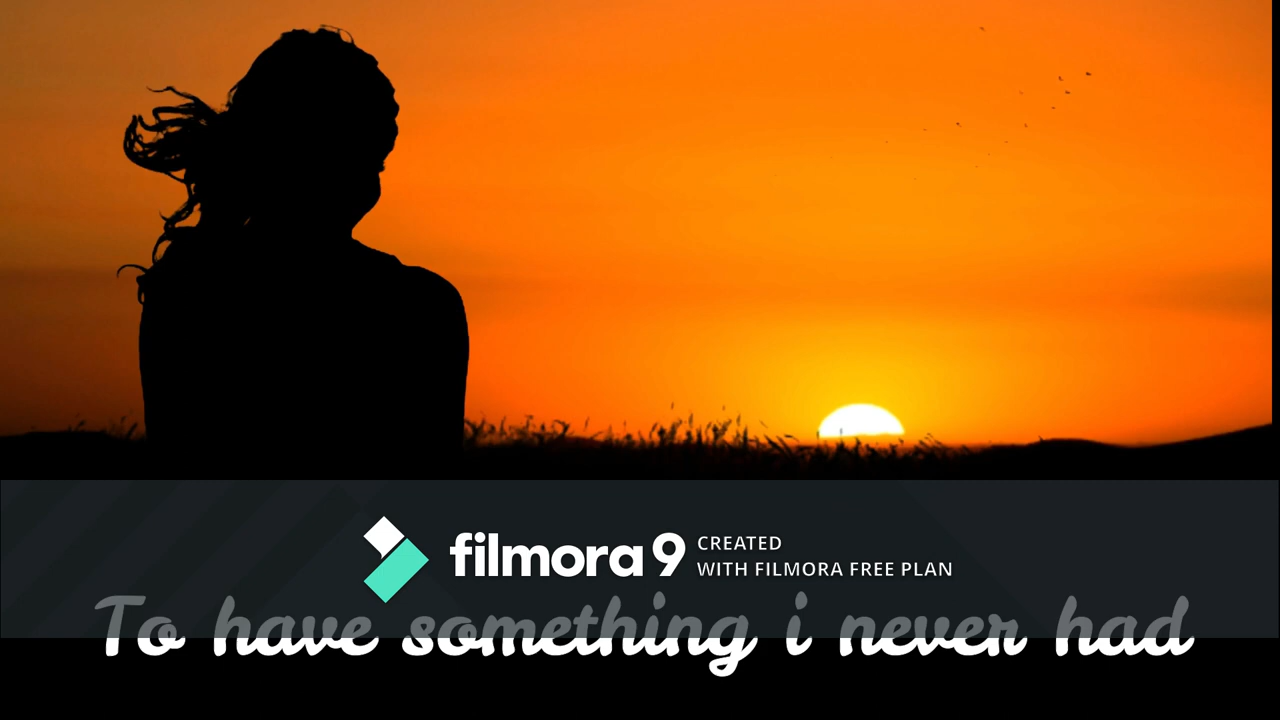 filmora 9
CREATED
WITH FILMORA FREE PLAN
To have something i never had